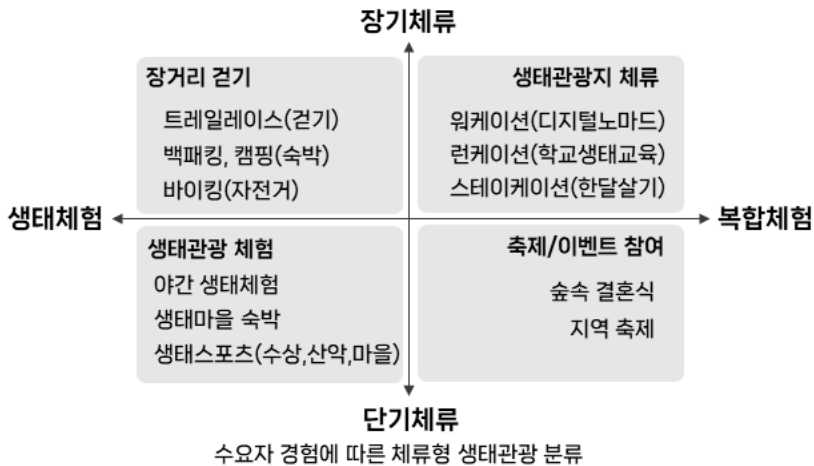 장기체류
장거리 걷기
트레일레이스(걷기)
백패킹, 캠핑(숙박)
바이킹(자전거)
생태관광지 체류
워케이션(디지털노마드)
런케이션(학교생태교육)
스테이케이션(한달살기)
생태체험
복합체험
생태관광 체험
야간 생태체험
생태마을 숙박
생태스포츠(수상,산악,마을)
축제/이벤트 참여
숲속 결혼식
지역 축제
단기체류
수요자 경험에 따른 체류형 생태관광 분류